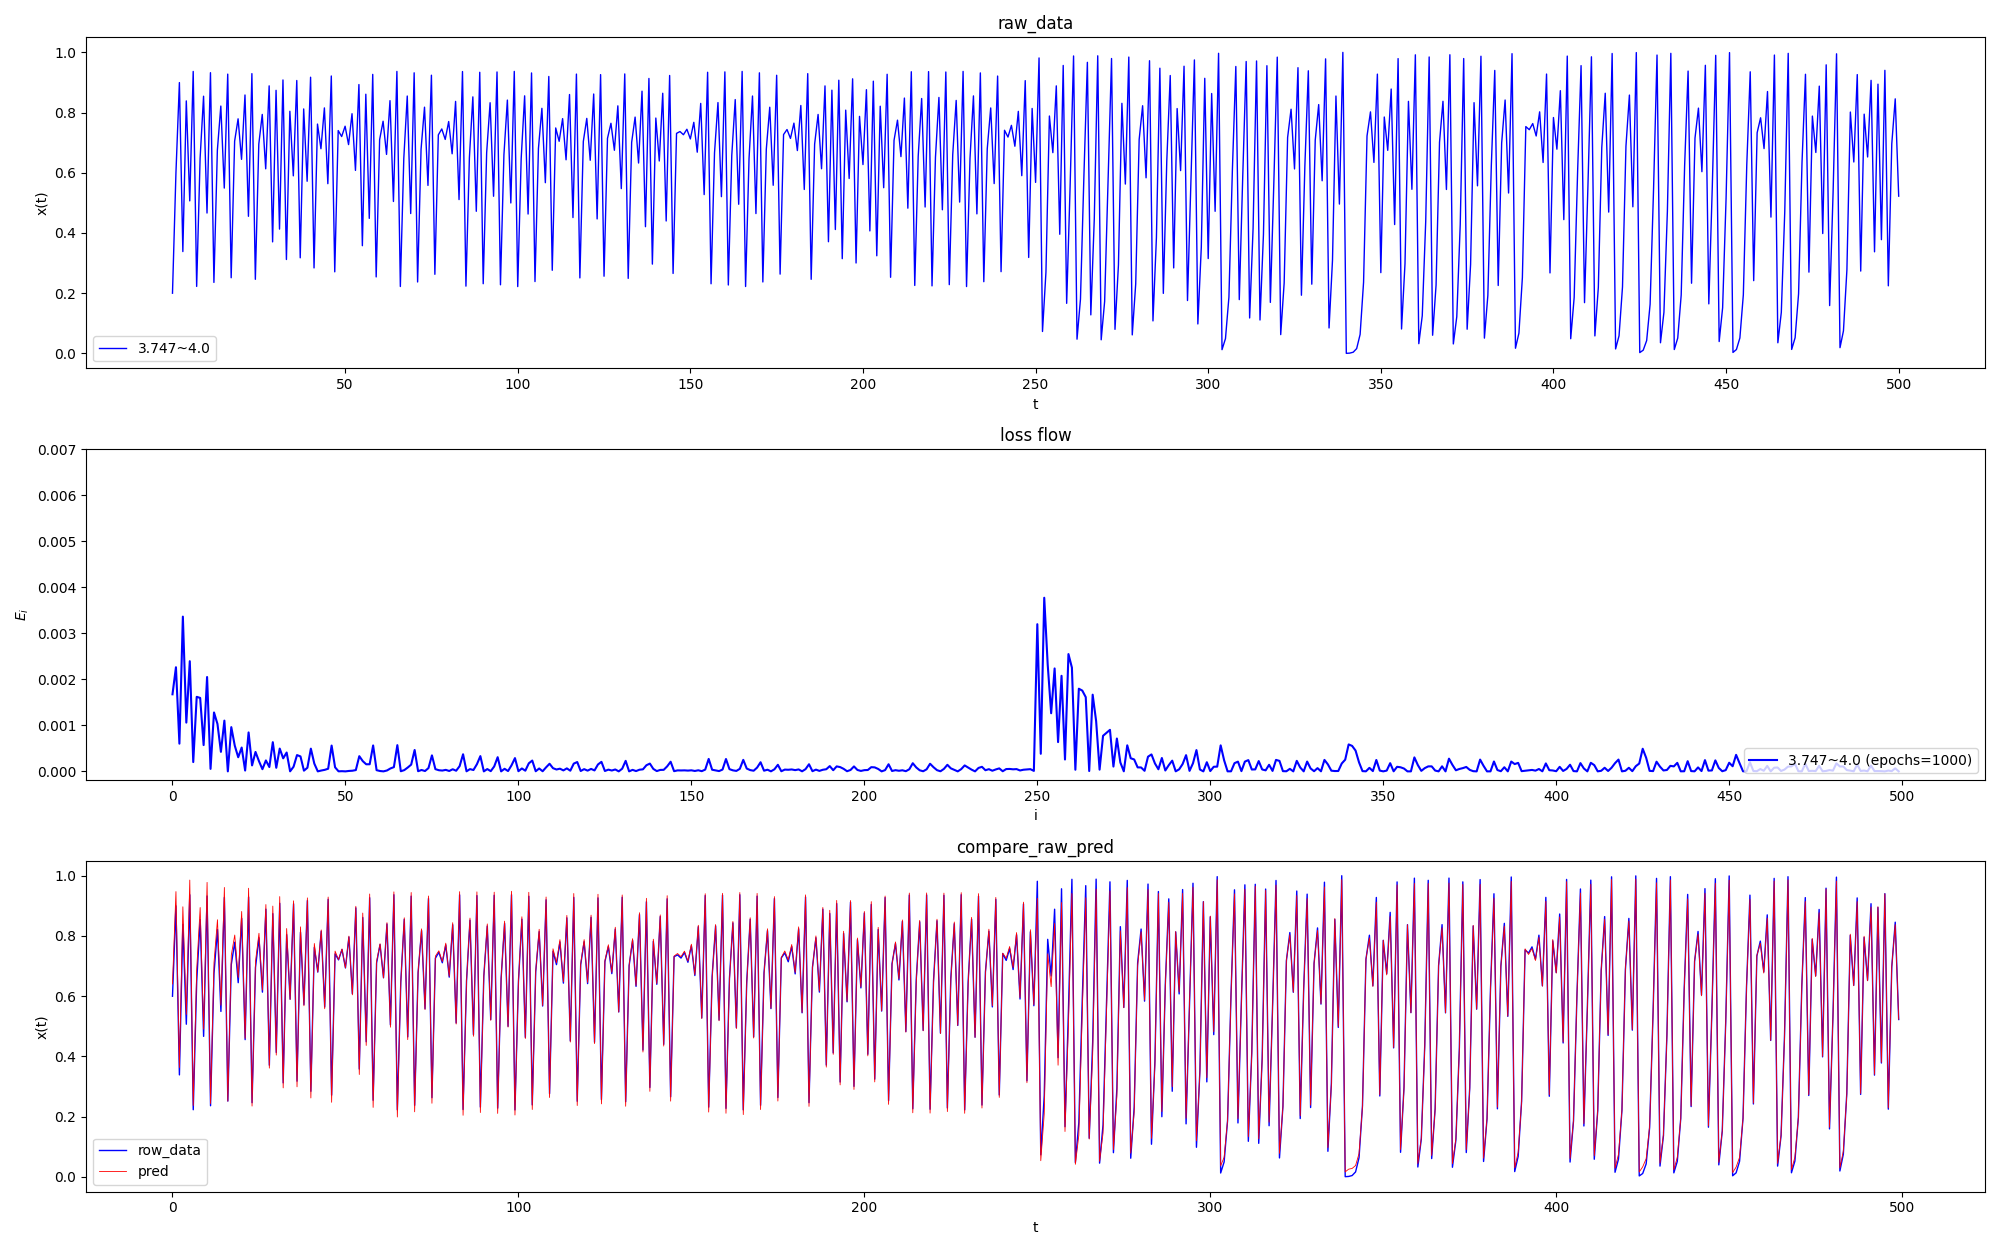 raw_data
1.0
0.8
0.6
0.4
0.2
0.0
x(t)
3.747~4.0
50 100 150 200 250 300 350 400 450 500
t
loss flow
0.007
0.006
0.005
0.004
0.003
0.002
0.001
0.000
E_i
3.747~4.0 (epochs=1000)
0 50 100 150 200 250 300 350 400 450 500
i
compare_raw_pred
1.0
0.8
0.6
0.4
0.2
0.0
x(t)
row_data
pred
0 100 200 300 400 500
t